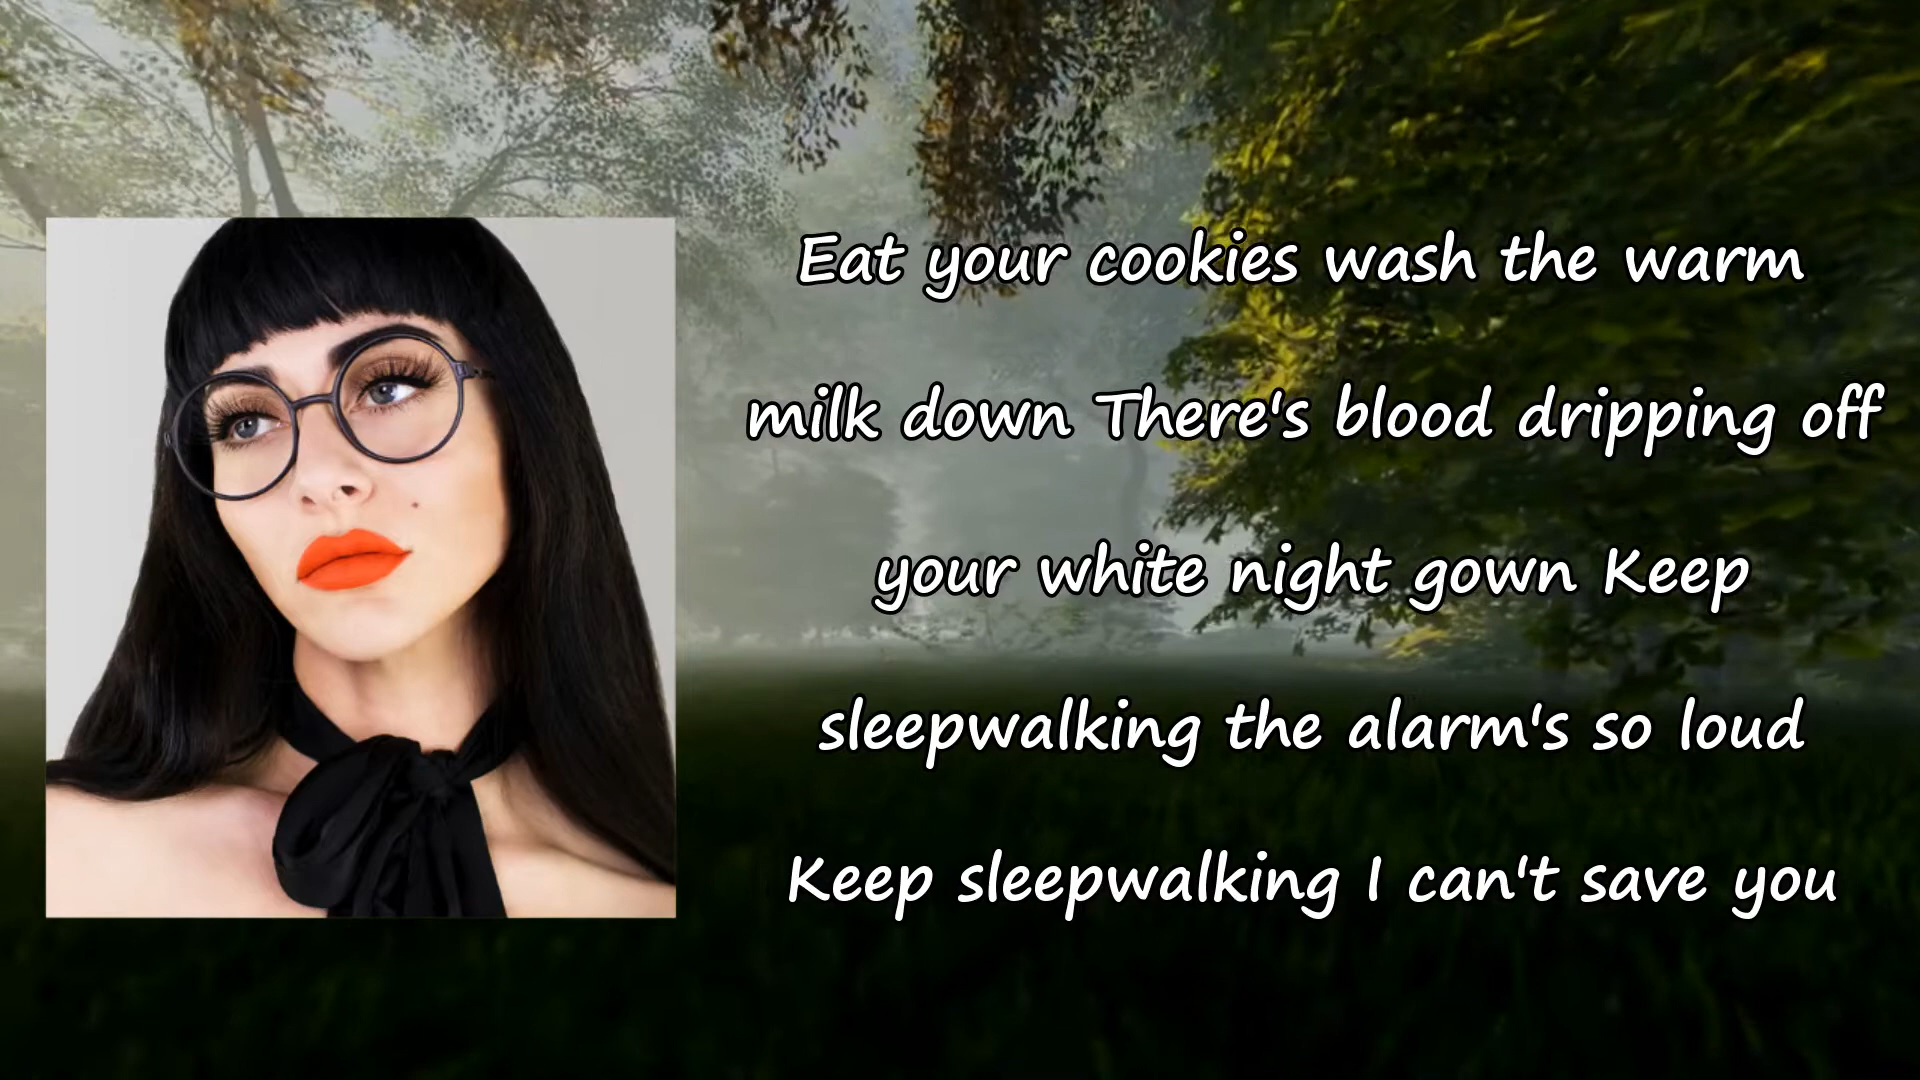 Eat your cookies wash the warm
milk down There's blood dripping off
your white night gown Keep
sleepwalking the alarm's so loud
Keep sleepwalking I can't save you